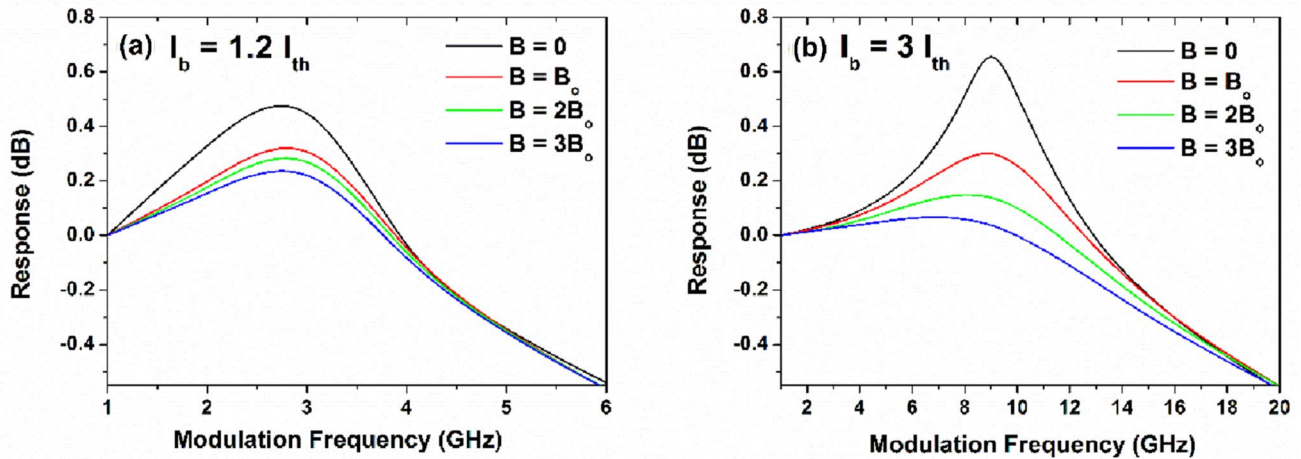 (a) I_b = 1.2 I_th
B = 0
B = B_o
B = 2B_o
B = 3B_o
0.8
0.6
0.4
0.2
0.0
-0.2
-0.4
Response (dB)
1 2 3 4 5 6
Modulation Frequency (GHz)
(b) I_b = 3 I_th
B = 0
B = B_o
B = 2B_o
B = 3B_o
0.8
0.6
0.4
0.2
0.0
-0.2
-0.4
Response (dB)
2 4 6 8 10 12 14 16 18 20
Modulation Frequency (GHz)